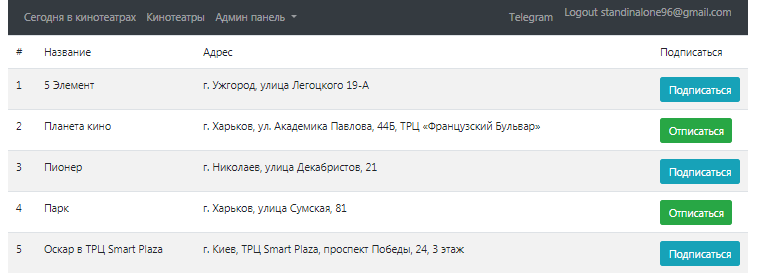 Сегодня в кинотеатрах Кинотеатры Админ панель Telegram Logout standinalone96@gmail.com
# Название Адрес Подписаться
1 5 Элемент г. Ужгород, улица Легоцкого 19-А Подписаться
2 Планета кино г. Харьков, ул. Академика Павлова, 44Б, ТРЦ «Французский Бульвар» Отписаться
3 Пионер г. Николаев, улица Декабристов, 21 Подписаться
4 Парк г. Харьков, улица Сумская, 81 Отписаться
5 Оскар в ТРЦ Smart Plaza г. Киев, ТРЦ Smart Plaza, проспект Победы, 24, 3 этаж Подписаться